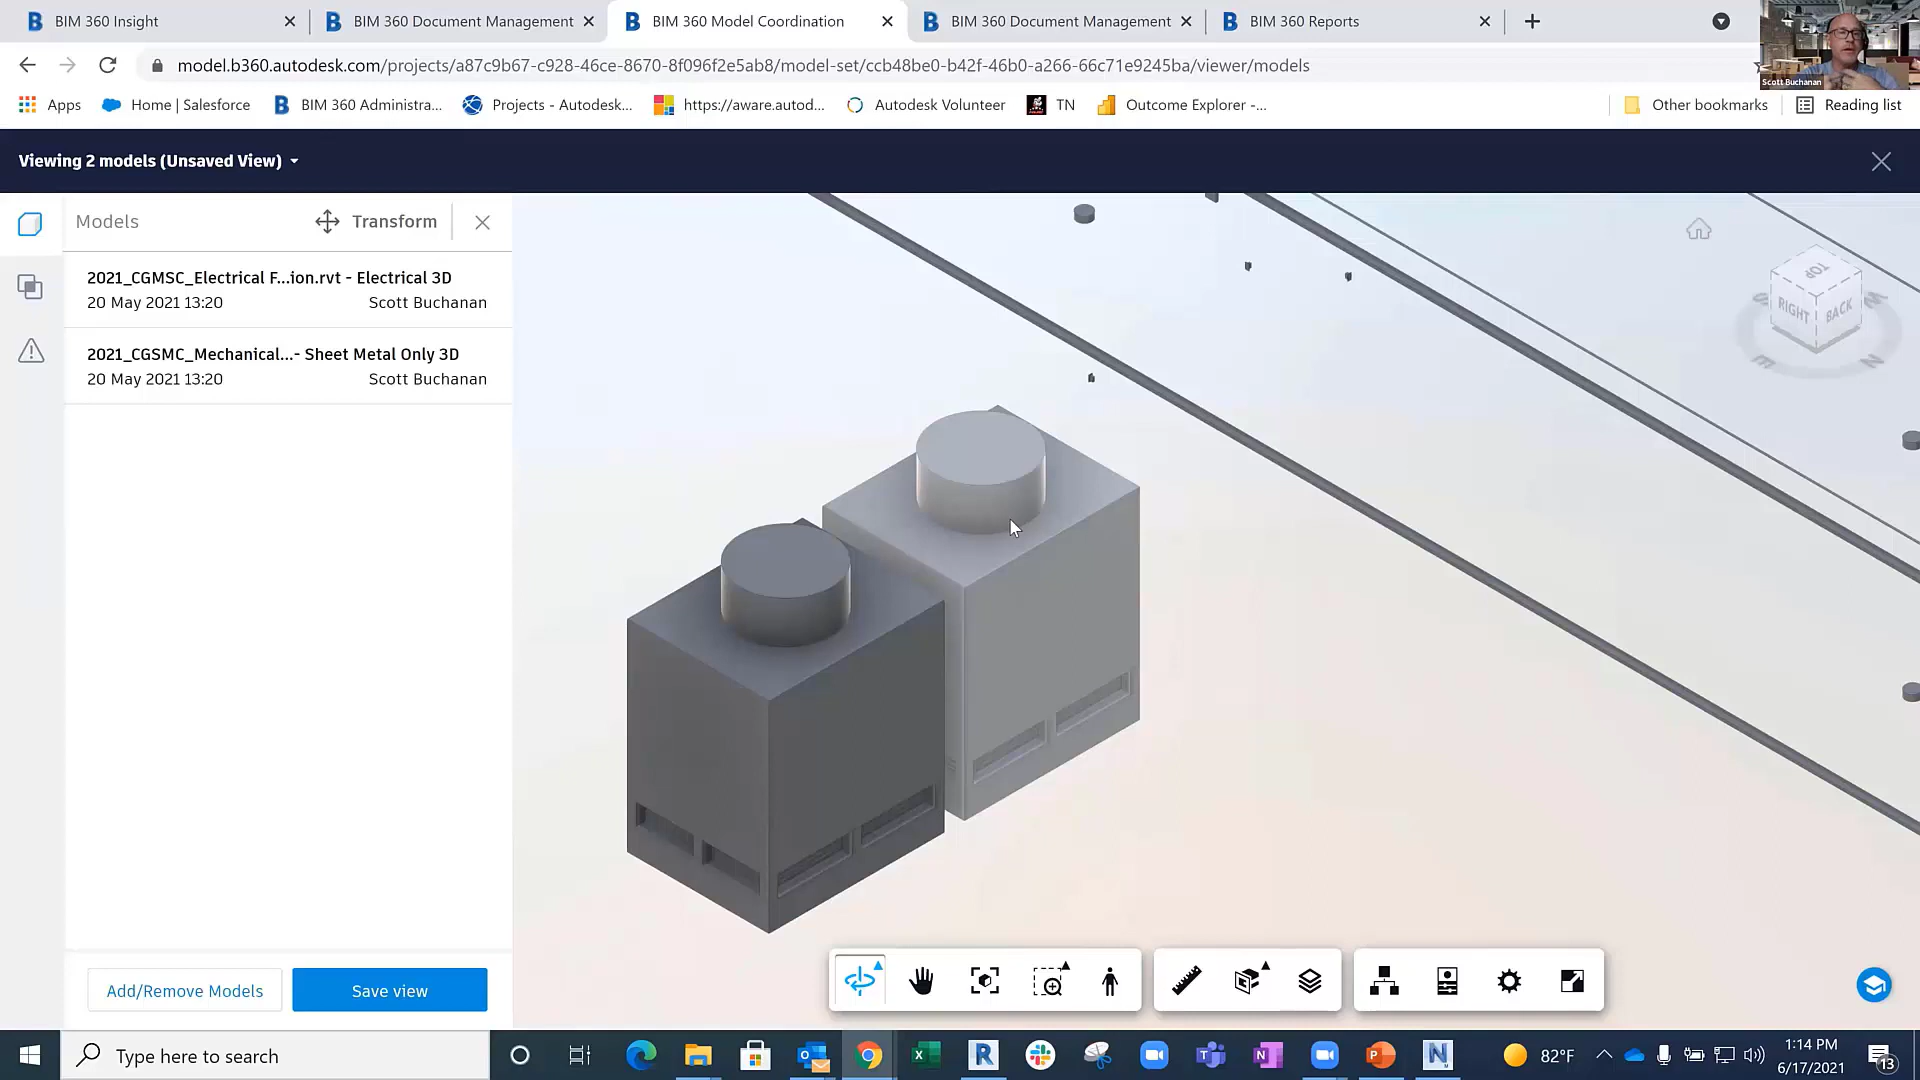 BIM 360 Insight
BIM 360 Document Management
BIM 360 Model Coordination
BIM 360 Document Management
BIM 360 Reports
model.b360.autodesk.com/projects/a87c9b67-c928-46ce-8670-8f096f2e5ab8/model-set/ccb48be0-b42f-46b0-a266-66c71e9245ba/viewer/models
Scott Buchanan
Apps
Home | Salesforce
BIM 360 Administra...
Projects - Autodesk...
https://aware.autod...
Autodesk Volunteer
TN
Outcome Explorer -...
Other bookmarks
Reading list
Viewing 2 models (Unsaved View)
Models
Transform
2021_CGMSC_Electrical F...ion.rvt - Electrical 3D
20 May 2021 13:20 Scott Buchanan
2021_CGSMC_Mechanical...- Sheet Metal Only 3D
20 May 2021 13:20 Scott Buchanan
TOP
RIGHT
BACK
E
N
W
Add/Remove Models
Save view
Type here to search
82°F
1:14 PM
6/17/2021
13